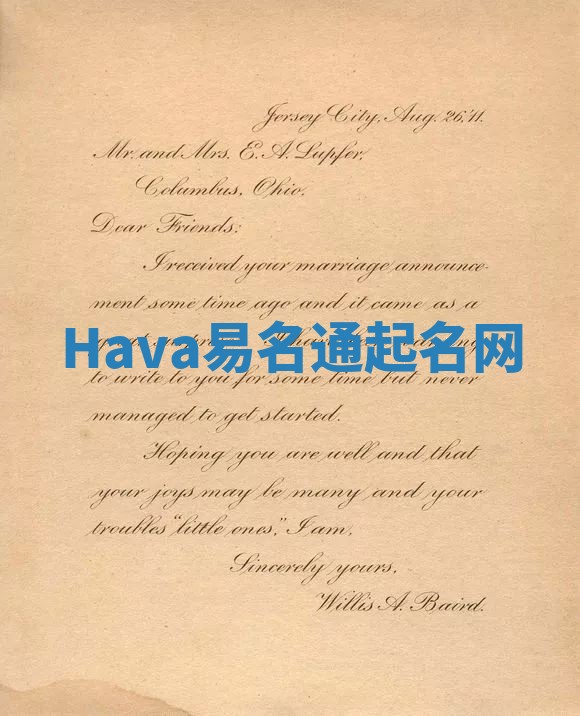 Jersey City, Aug. 26,'11.
Mr. and Mrs. E. A. Lupfer,
Columbus, Ohio.
Dear Friends:
I received your marriage announce-
ment some time ago and it came as a
Hava易名通起名网
to write to you for some time but never
managed to get started.
Hoping you are well and that
your joys may be many and your
troubles "little ones," I am,
Sincerely yours,
Willis A. Baird.